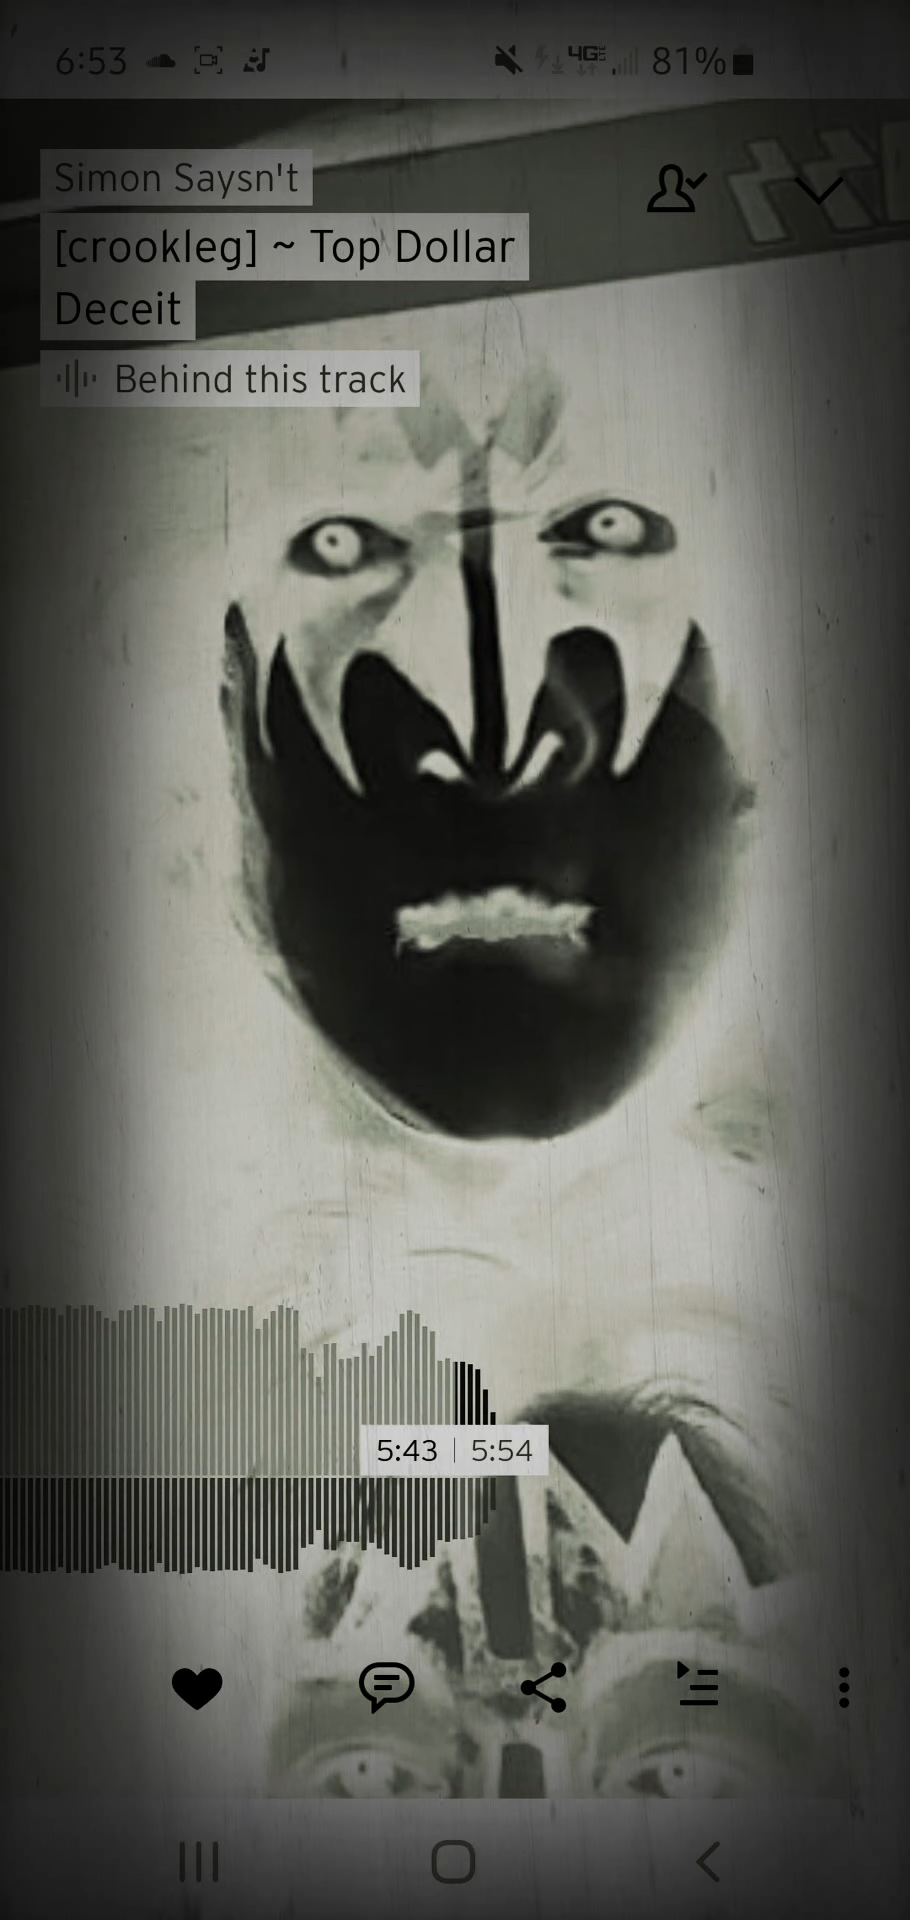 6:53
4G 81%
Simon Saysn't
[crookleg] ~ Top Dollar
Deceit
Behind this track
5:43 | 5:54